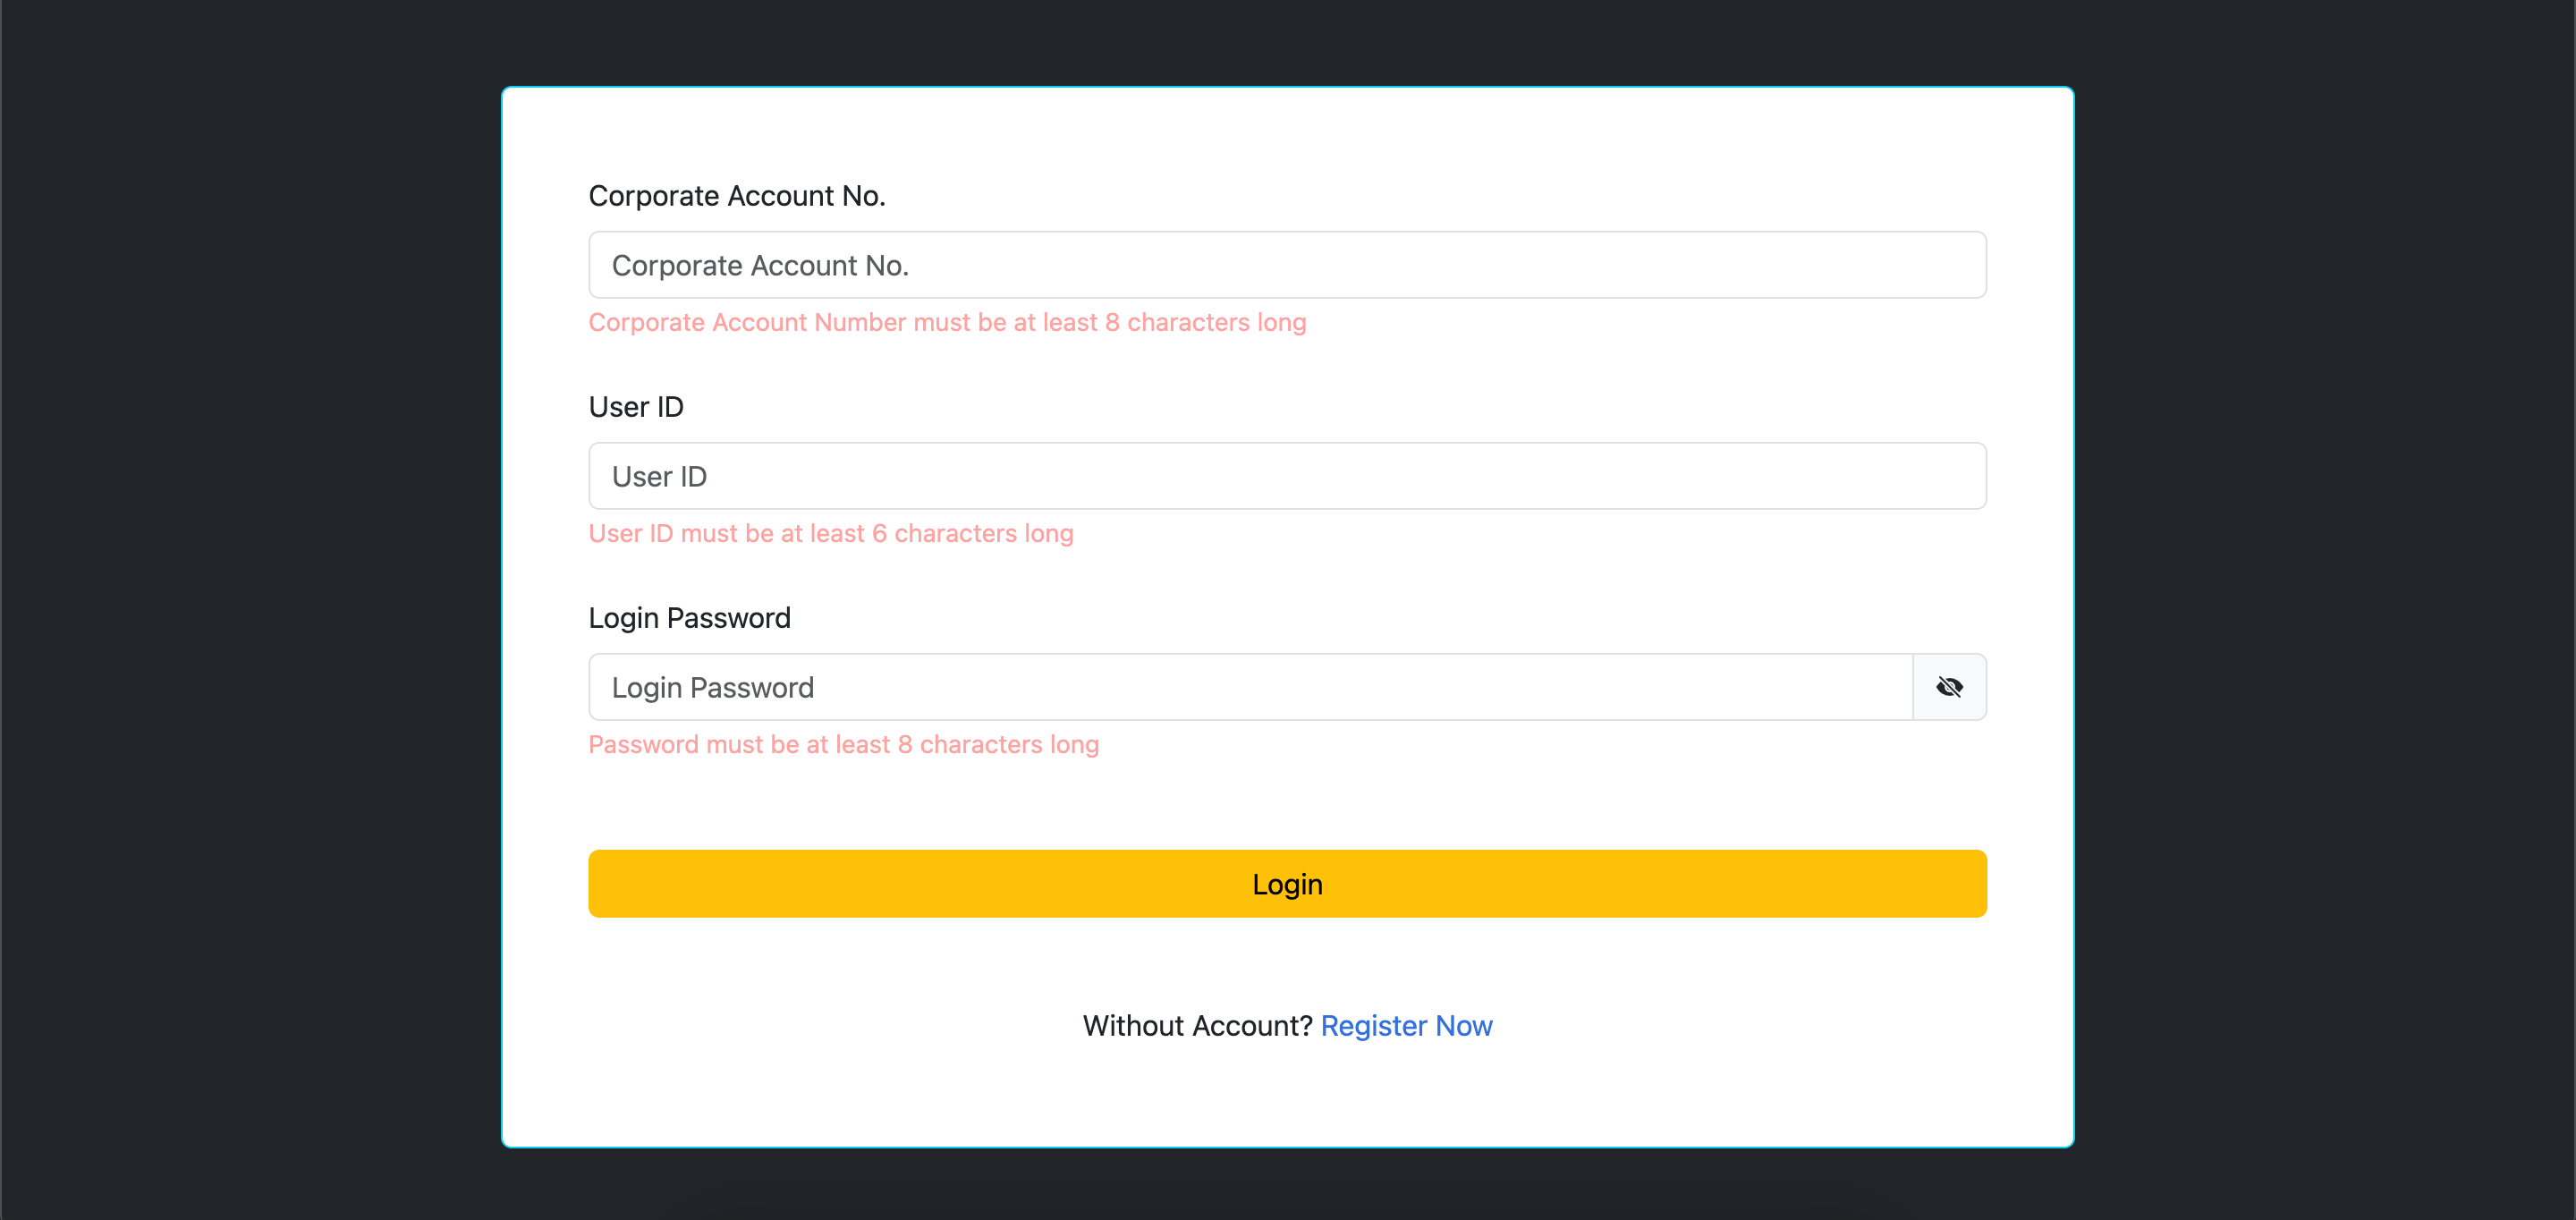 Corporate Account No.
Corporate Account No.
Corporate Account Number must be at least 8 characters long
User ID
User ID
User ID must be at least 6 characters long
Login Password
Login Password
Password must be at least 8 characters long
Login
Without Account? Register Now